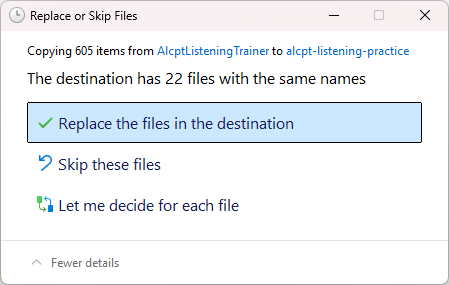 Replace or Skip Files
Copying 605 items from AlcptListeningTrainer to alcpt-listening-practice
The destination has 22 files with the same names
Replace the files in the destination
Skip these files
Let me decide for each file
Fewer details